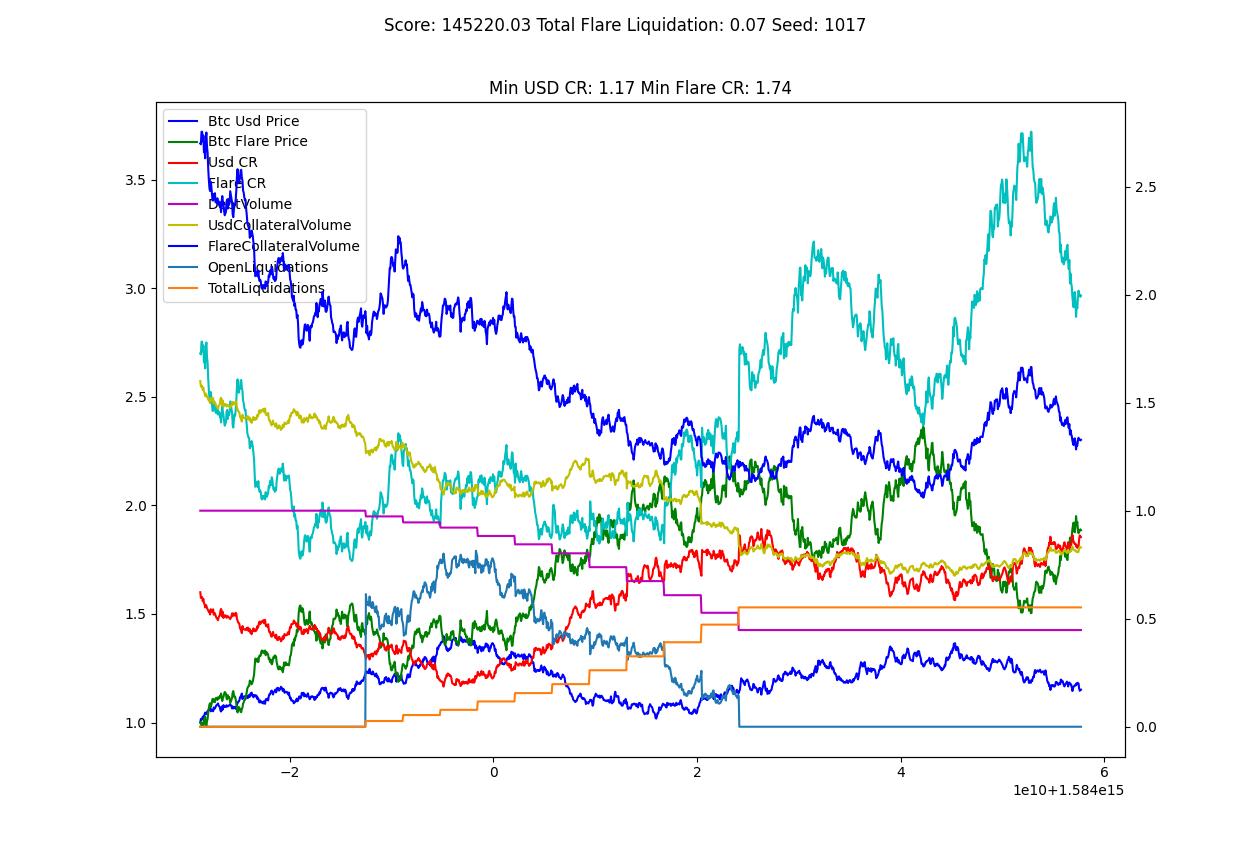 Score: 145220.03 Total Flare Liquidation: 0.07 Seed: 1017
Min USD CR: 1.17 Min Flare CR: 1.74
Btc Usd Price
Btc Flare Price
Usd CR
Flare CR
DebtVolume
UsdCollateralVolume
FlareCollateralVolume
OpenLiquidations
TotalLiquidations
3.5
3.0
2.5
2.0
1.5
1.0
2.5
2.0
1.5
1.0
0.5
0.0
−2 0 2 4 6
1e10+1.584e15